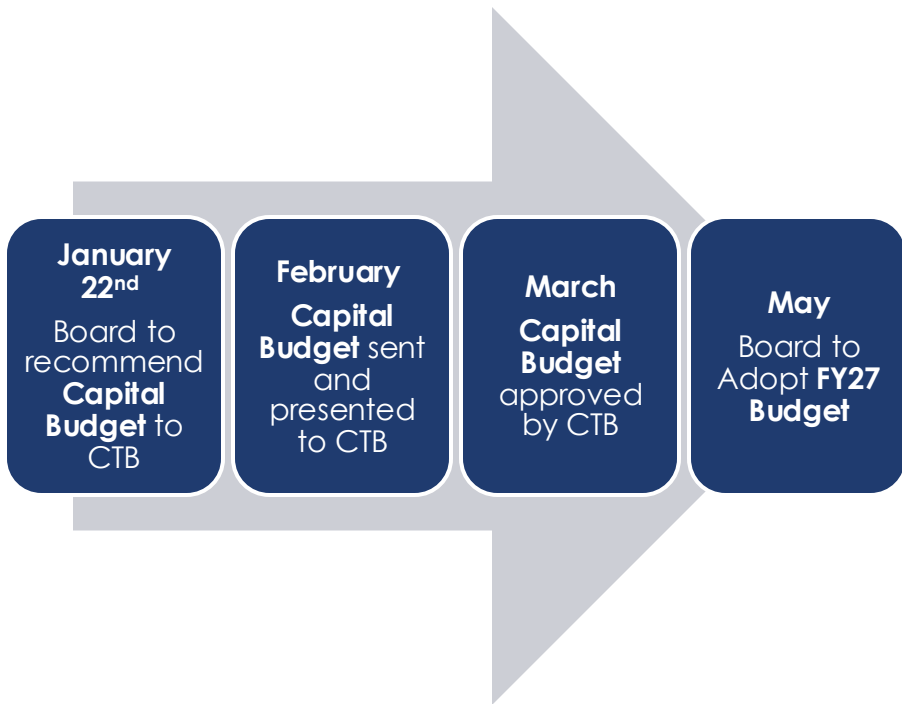 January
22nd
Board to
recommend
Capital
Budget to
CTB
February
Capital
Budget sent
and
presented
to CTB
March
Capital
Budget
approved
by CTB
May
Board to
Adopt FY27
Budget